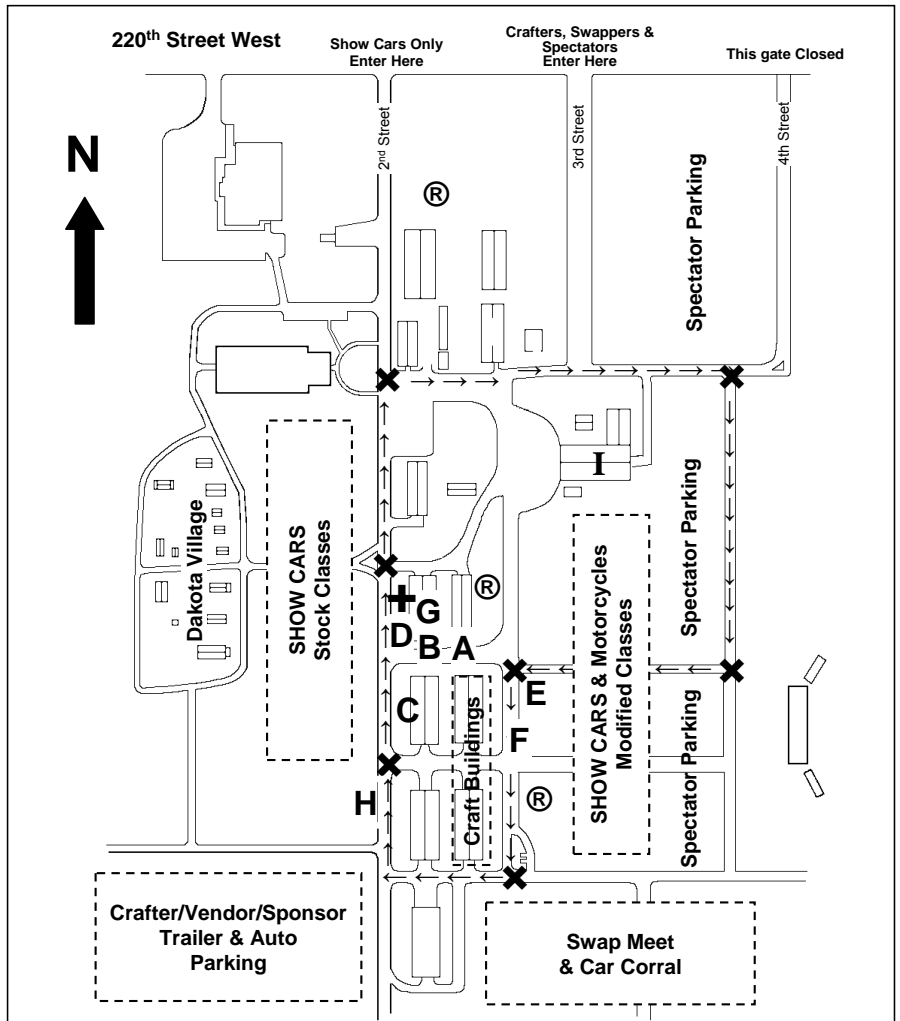 220th Street West
Show Cars Only
Enter Here
Crafters, Swappers &
Spectators
Enter Here
This gate Closed
N
2nd Street
3rd Street
4th Street
®
Spectator Parking
I
Dakota Village
SHOW CARS
Stock Classes
Spectator Parking
®
G
D
B
A
E
C
F
Craft Buildings
SHOW CARS & Motorcycles
Modified Classes
Spectator Parking
H
®
Crafter/Vendor/Sponsor
Trailer & Auto
Parking
Swap Meet
& Car Corral